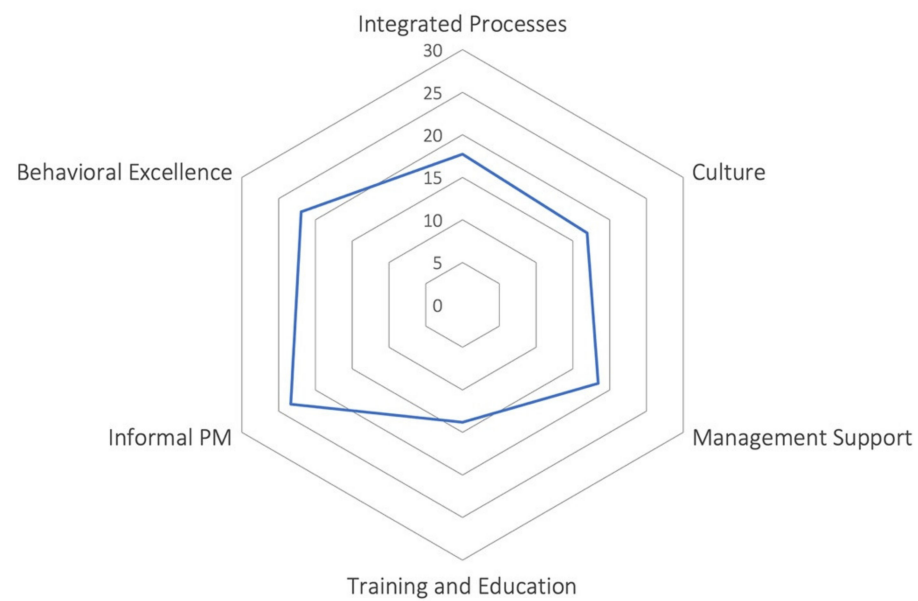 Integrated Processes
30
25
20
15
10
5
0
Behavioral Excellence
Culture
Informal PM
Management Support
Training and Education